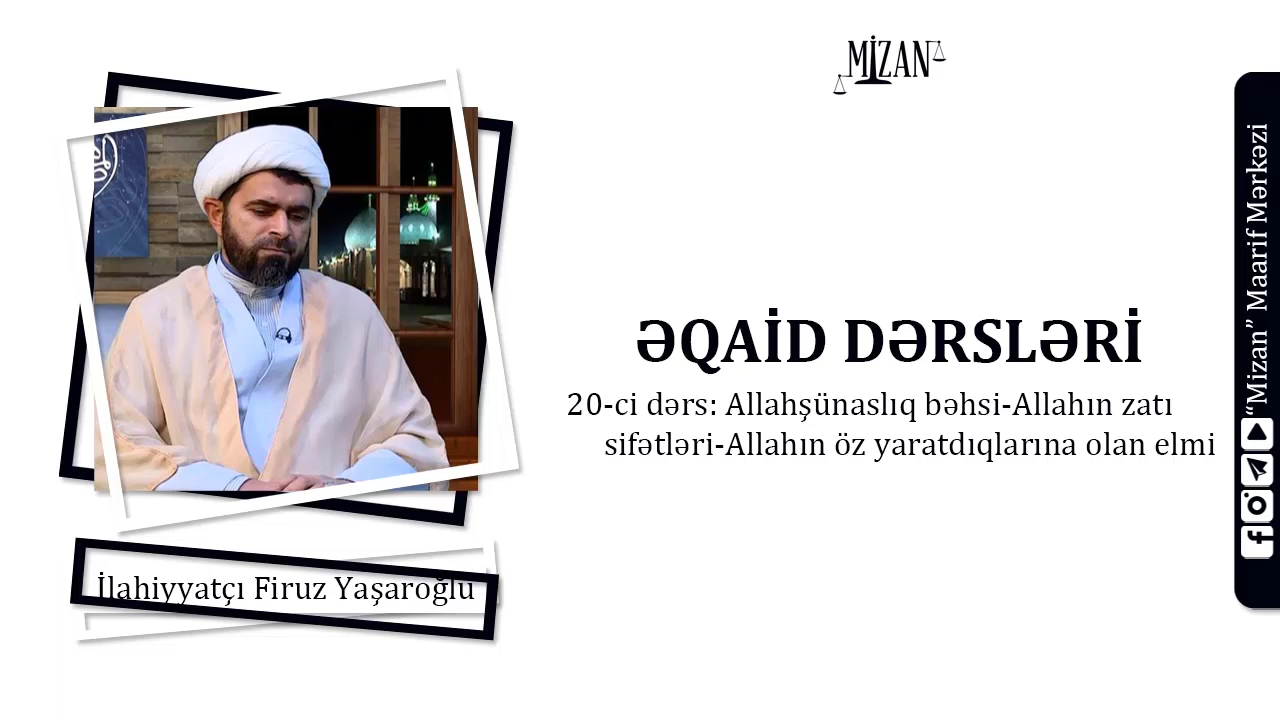 MİZAN
ƏQAİD DƏRSLƏRİ
20-ci dərs: Allahşünaslıq bəhsi-Allahın zatı
sifətləri-Allahın öz yaratdıqlarına olan elmi
İlahiyyatçı Firuz Yaşaroğlu
“Mizan” Maarif Mərkəzi